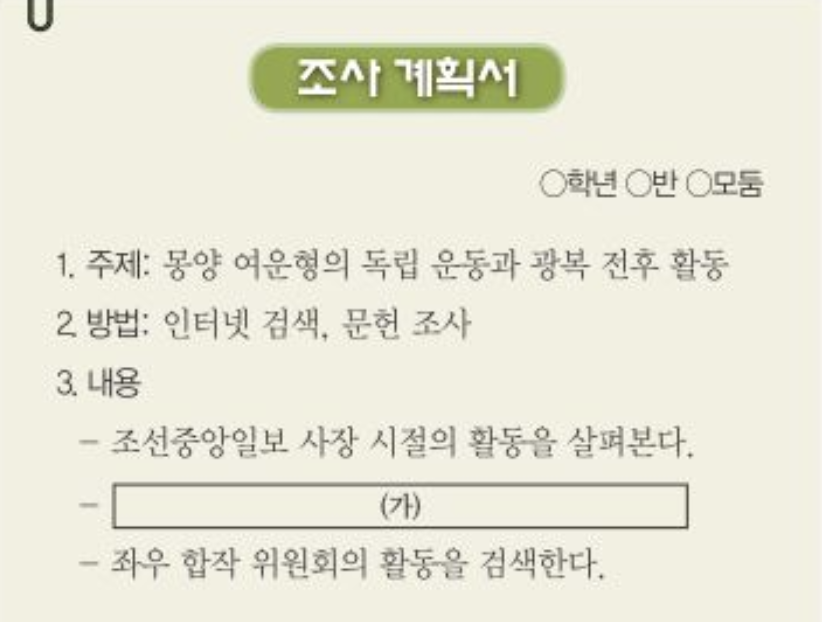 조사 계획서
○학년 ○반 ○모둠
1. 주제: 몽양 여운형의 독립 운동과 광복 전후 활동
2. 방법: 인터넷 검색, 문헌 조사
3. 내용
- 조선중앙일보 사장 시절의 활동을 살펴본다.
- (가)
- 좌우 합작 위원회의 활동을 검색한다.